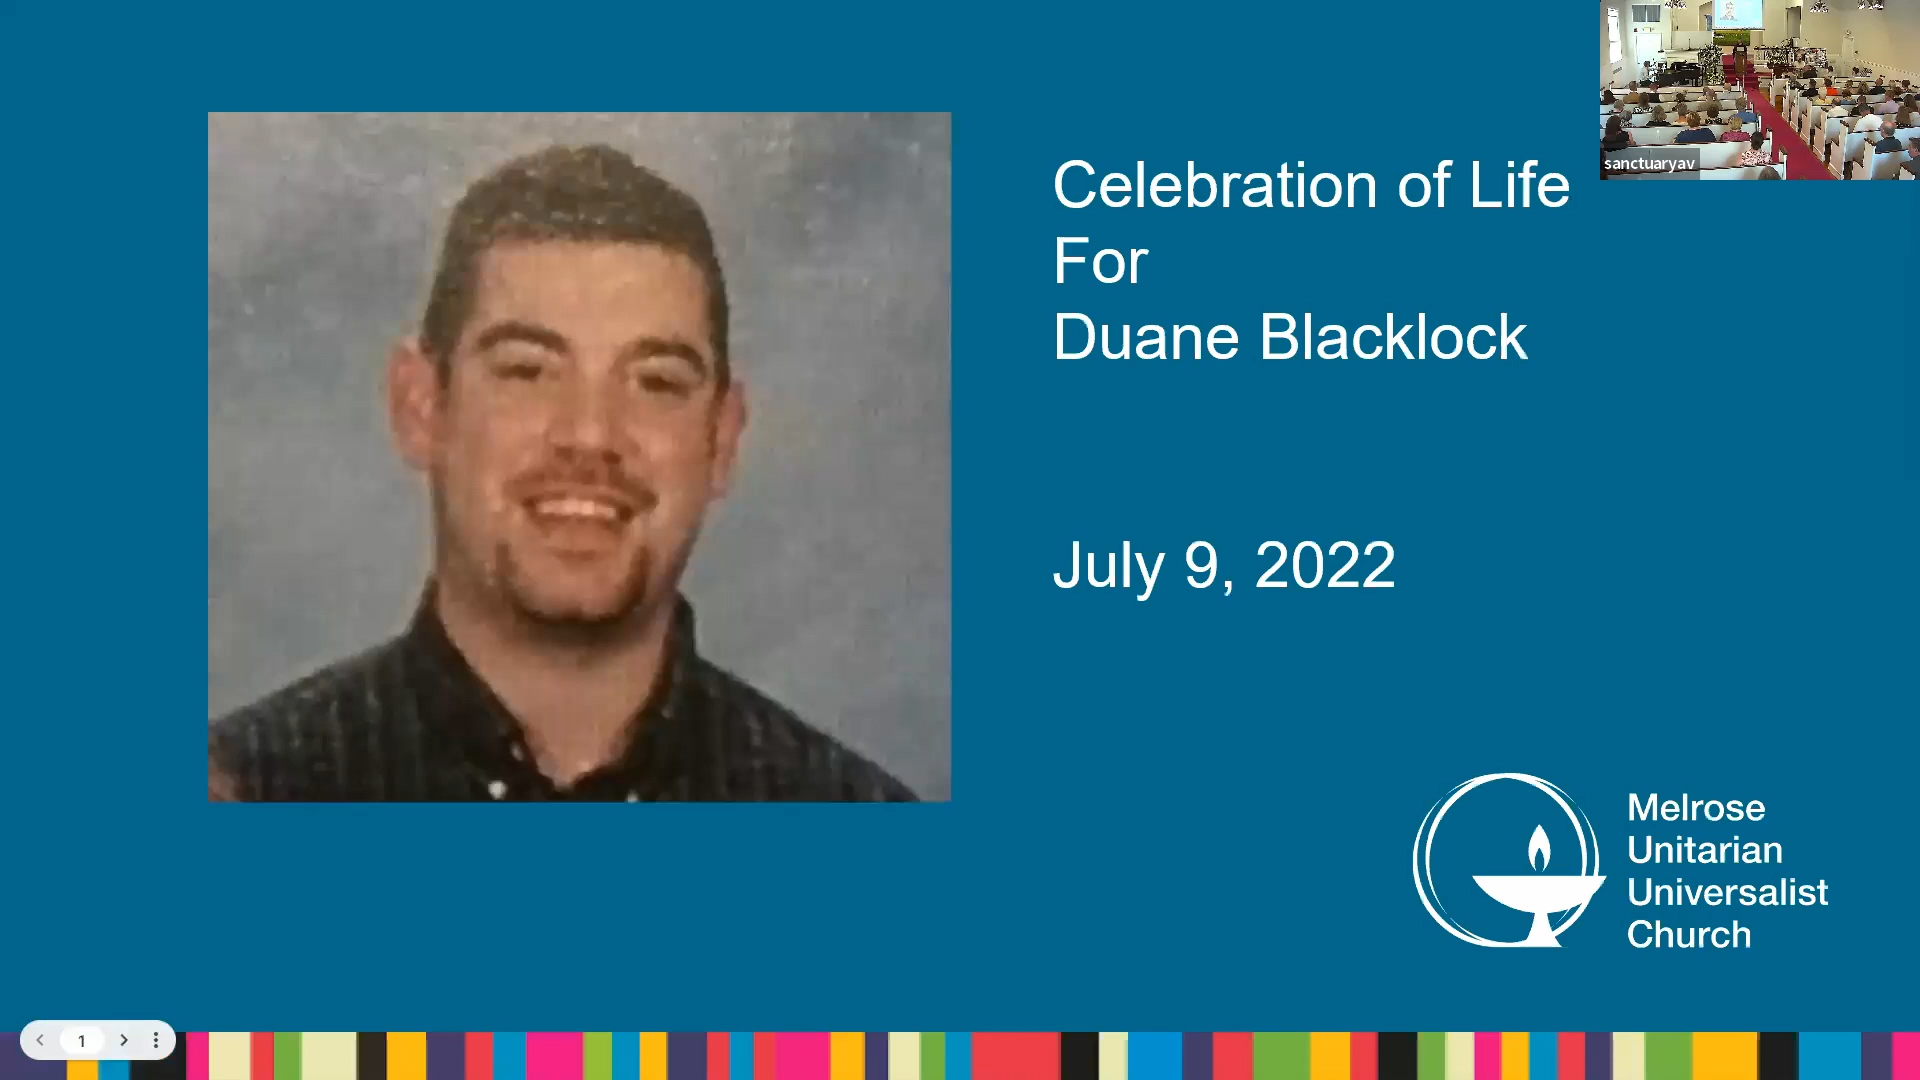 Celebration of Life
For
Duane Blacklock
July 9, 2022
sanctuaryav
Melrose
Unitarian
Universalist
Church
1